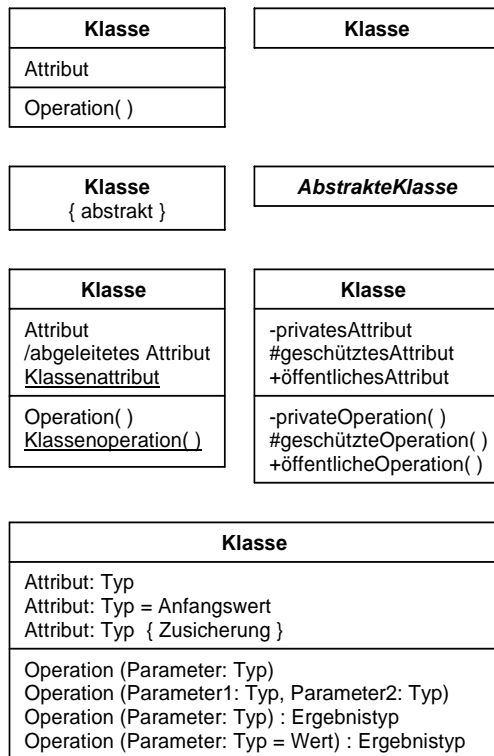 Klasse
Attribut
Operation( )
Klasse
Klasse
{ abstrakt }
AbstrakteKlasse
Klasse
Attribut
/abgeleitetes Attribut
Klassenattribut
Operation( )
Klassenoperation( )
Klasse
-privatesAttribut
#geschütztesAttribut
+öffentlichesAttribut
-privateOperation( )
#geschützteOperation( )
+öffentlicheOperation( )
Klasse
Attribut: Typ
Attribut: Typ = Anfangswert
Attribut: Typ { Zusicherung }
Operation (Parameter: Typ)
Operation (Parameter1: Typ, Parameter2: Typ)
Operation (Parameter: Typ) : Ergebnistyp
Operation (Parameter: Typ = Wert) : Ergebnistyp